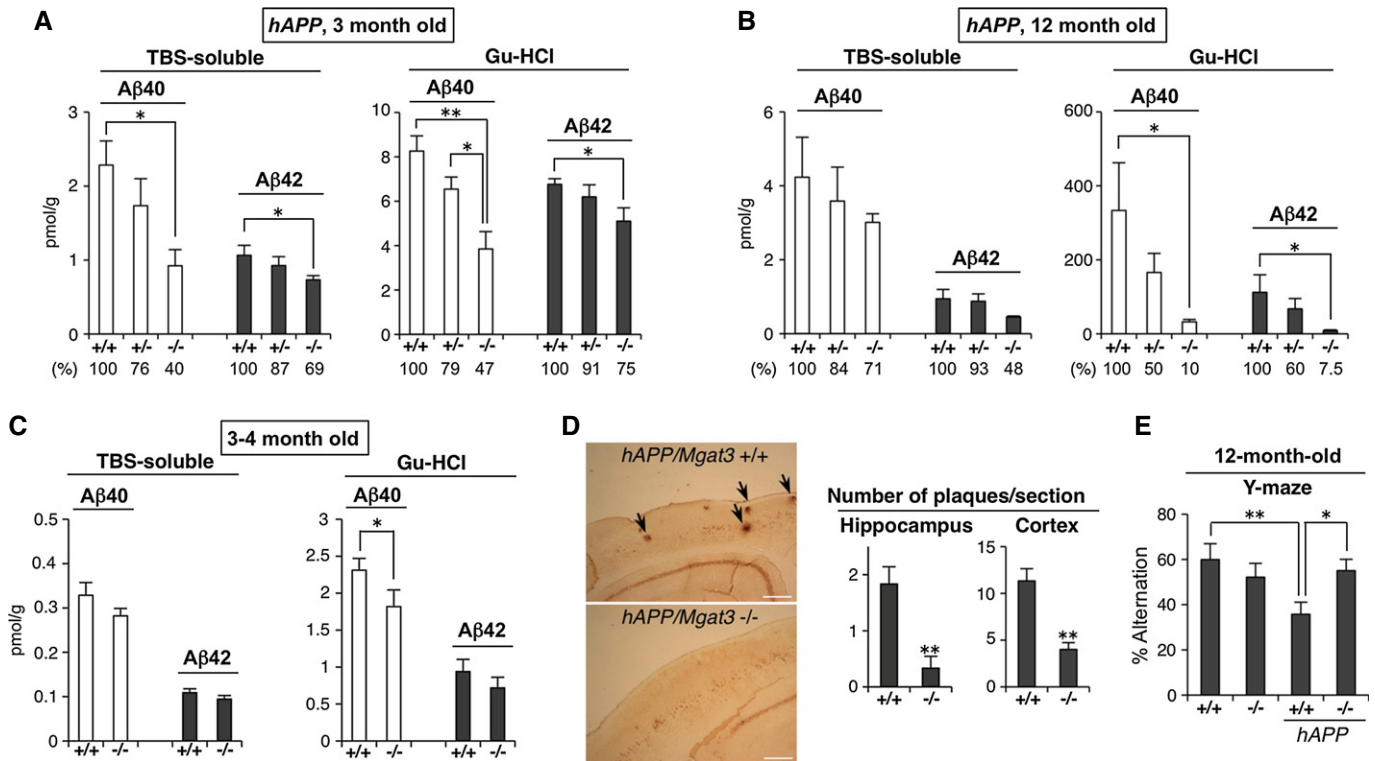 A
hAPP, 3 month old
TBS-soluble
Gu-HCl
Aβ40
Aβ42
Aβ40
Aβ42
pmol/g
3
2
1
0
10
8
6
4
2
0
*
*
**
*
*
+/+ +/- -/- +/+ +/- -/- +/+ +/- -/- +/+ +/- -/-
(%) 100 76 40 100 87 69 100 79 47 100 91 75
B
hAPP, 12 month old
TBS-soluble
Gu-HCl
Aβ40
Aβ42
Aβ40
Aβ42
pmol/g
6
4
2
0
600
400
200
0
*
*
+/+ +/- -/- +/+ +/- -/- +/+ +/- -/- +/+ +/- -/-
(%) 100 84 71 100 93 48 100 50 10 100 60 7.5
C
3-4 month old
TBS-soluble
Gu-HCl
Aβ40
Aβ42
Aβ40
Aβ42
pmol/g
0.5
0.4
0.3
0.2
0.1
0
3
2.5
2
1.5
1
0.5
0
*
+/+ -/- +/+ -/- +/+ -/- +/+ -/-
D
hAPP/Mgat3 +/+
hAPP/Mgat3 -/-
Number of plaques/section
Hippocampus
Cortex
2
1
0
15
10
5
0
**
**
+/+ -/- +/+ -/-
E
12-month-old
Y-maze
% Alternation
80
60
40
20
0
** *
+/+ -/- +/+ -/-
hAPP